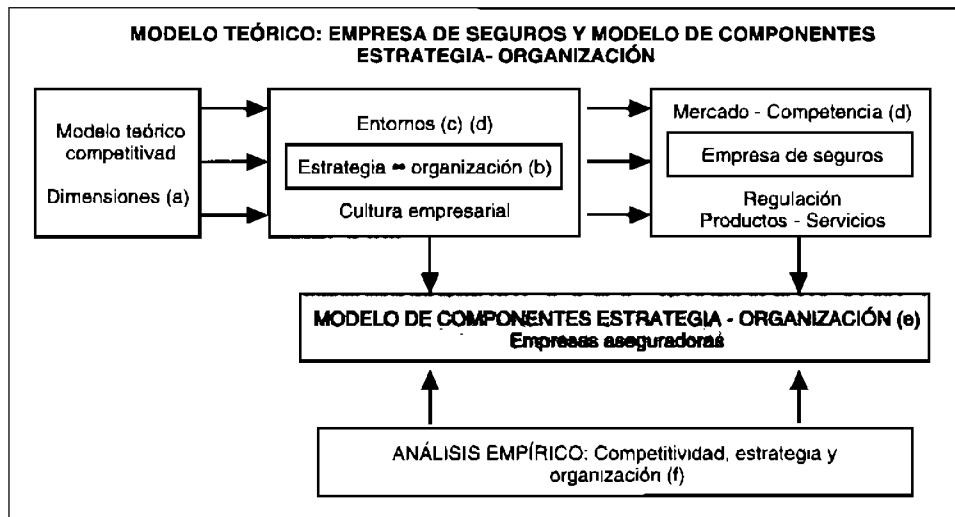 MODELO TEÓRICO: EMPRESA DE SEGUROS Y MODELO DE COMPONENTES
ESTRATEGIA- ORGANIZACIÓN
Modelo teórico
competitivad
Dimensiones (a)
Entornos (c) (d)
Estrategia ∞ organización (b)
Cultura empresarial
Mercado - Competencia (d)
Empresa de seguros
Regulación
Productos - Servicios
MODELO DE COMPONENTES ESTRATEGIA - ORGANIZACIÓN (e)
Empresas aseguradoras
ANÁLISIS EMPÍRICO: Competitividad, estrategia y
organización (f)